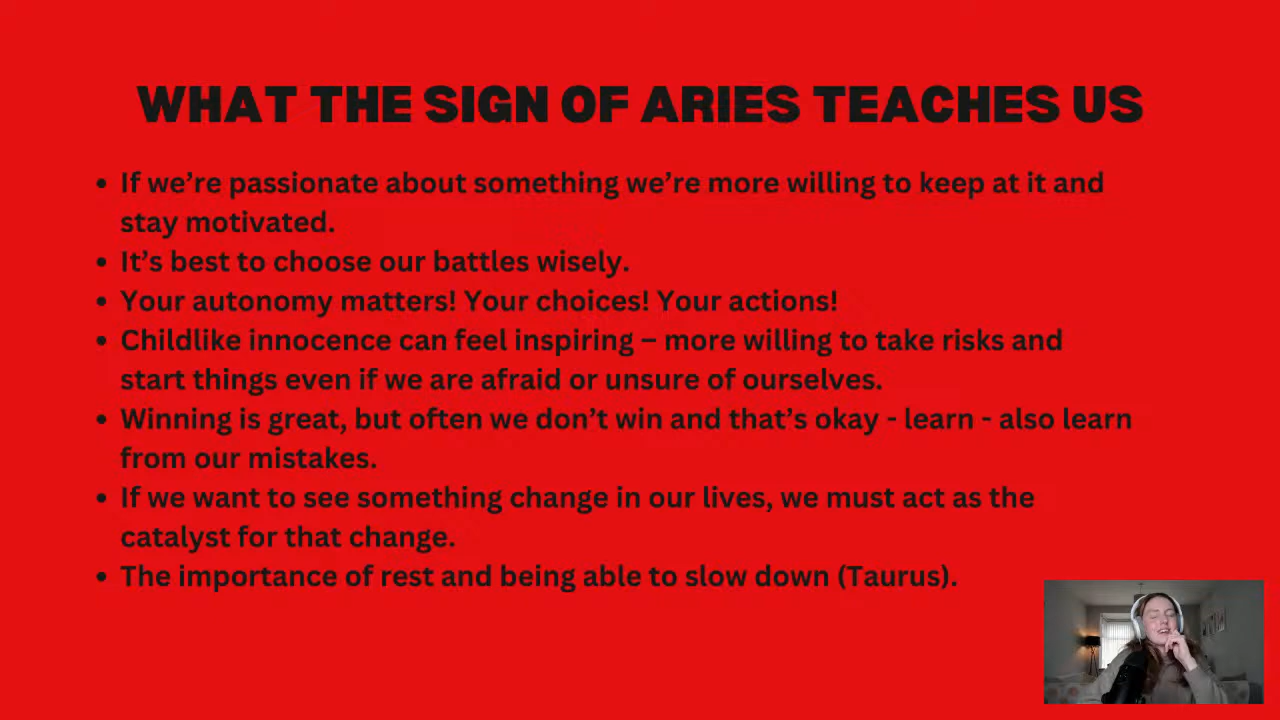 WHAT THE SIGN OF ARIES TEACHES US
• If we’re passionate about something we’re more willing to keep at it and
stay motivated.
• It’s best to choose our battles wisely.
• Your autonomy matters! Your choices! Your actions!
• Childlike innocence can feel inspiring – more willing to take risks and
start things even if we are afraid or unsure of ourselves.
• Winning is great, but often we don’t win and that’s okay - learn - also learn
from our mistakes.
• If we want to see something change in our lives, we must act as the
catalyst for that change.
• The importance of rest and being able to slow down (Taurus).